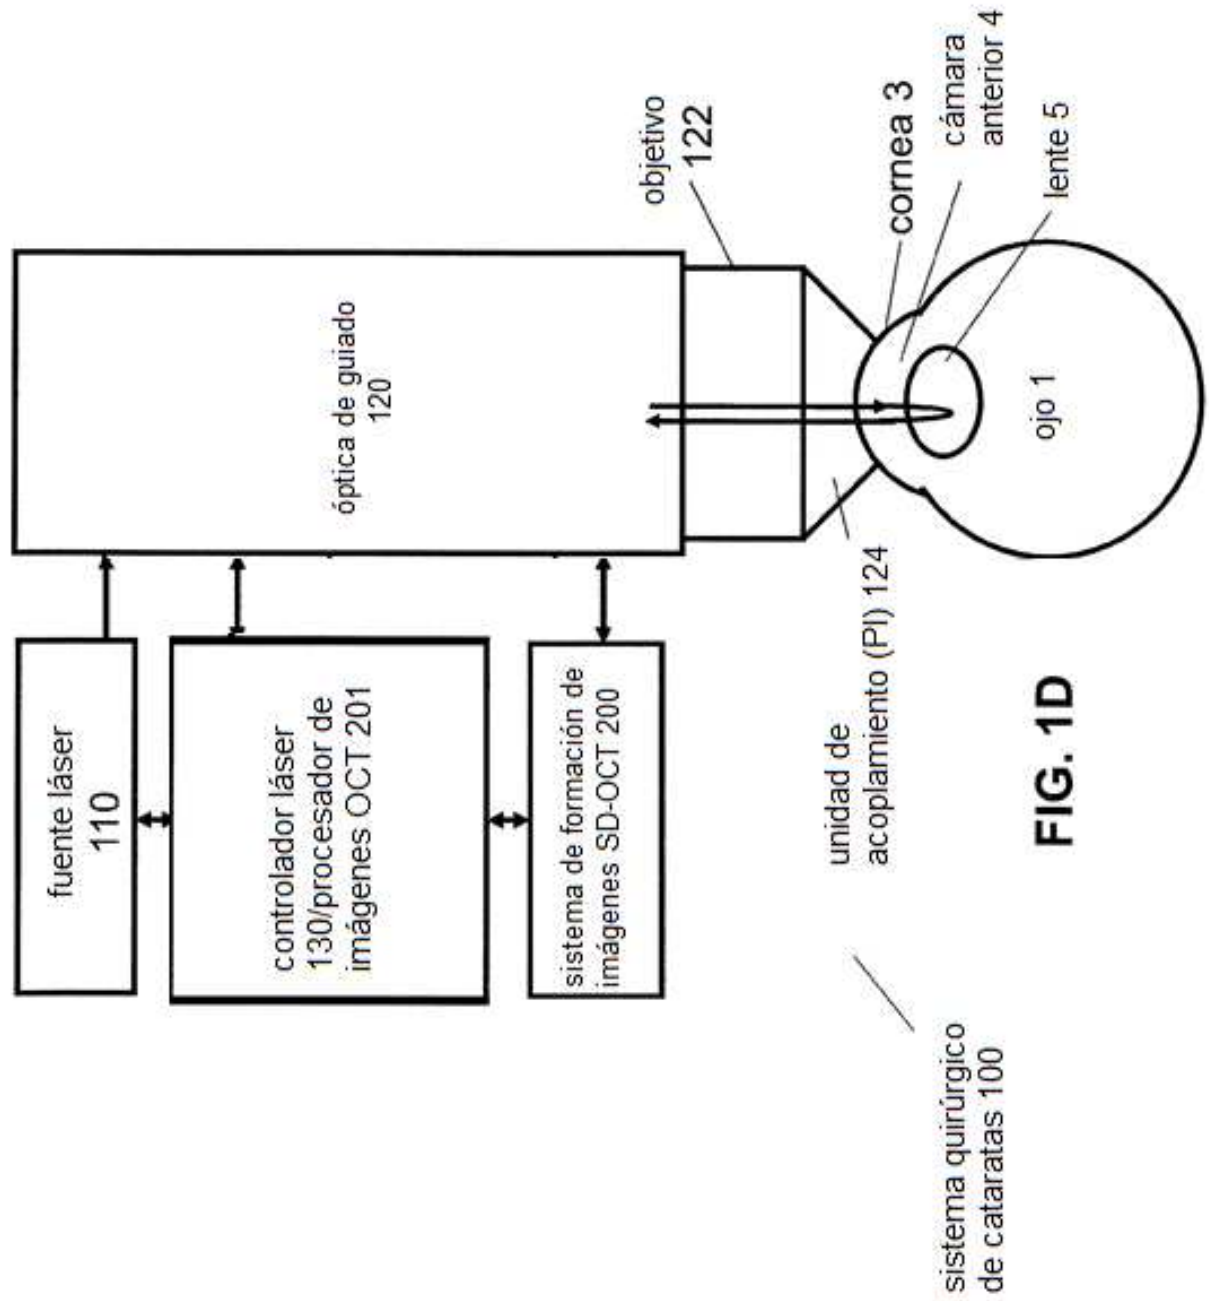 fuente láser
110
controlador láser
130/procesador de
imágenes OCT 201
sistema de formación de
imágenes SD-OCT 200
óptica de guiado
120
objetivo
122
cornea 3
cámara
anterior 4
lente 5
ojo 1
unidad de
acoplamiento (PI) 124
sistema quirúrgico
de cataratas 100
FIG. 1D